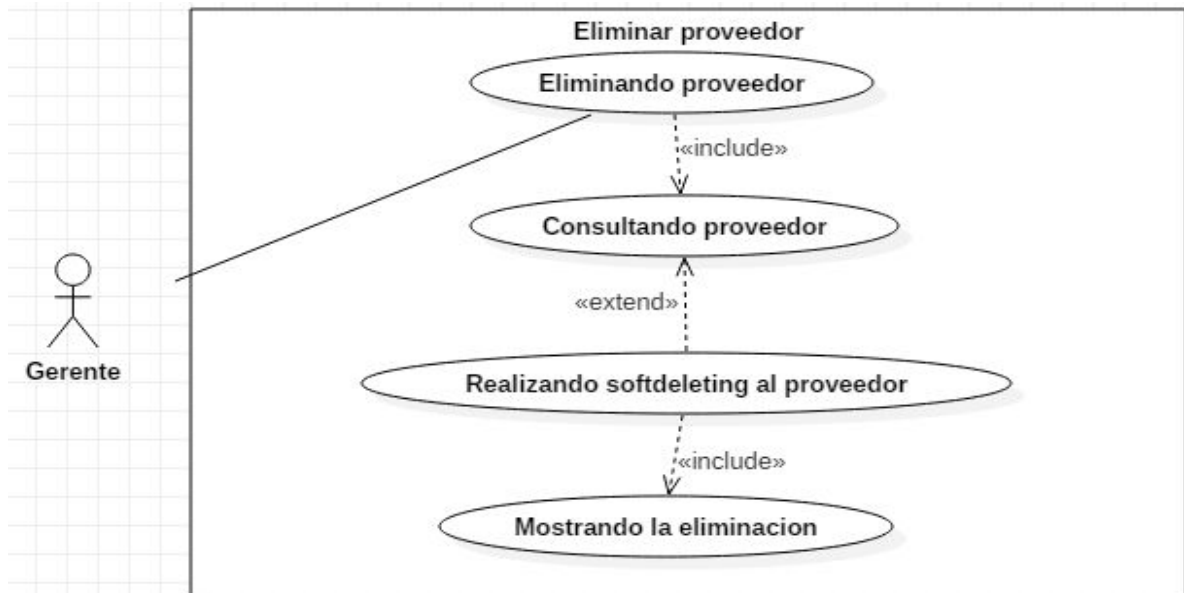 Eliminar proveedor
Eliminando proveedor
«include»
Consultando proveedor
«extend»
Gerente
Realizando softdeleting al proveedor
«include»
Mostrando la eliminacion